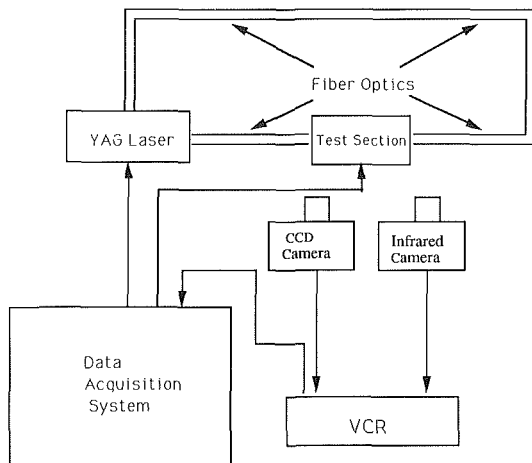 Fiber Optics
YAG Laser
Test Section
CCD
Camera
Infrared
Camera
Data
Acquisition
System
VCR